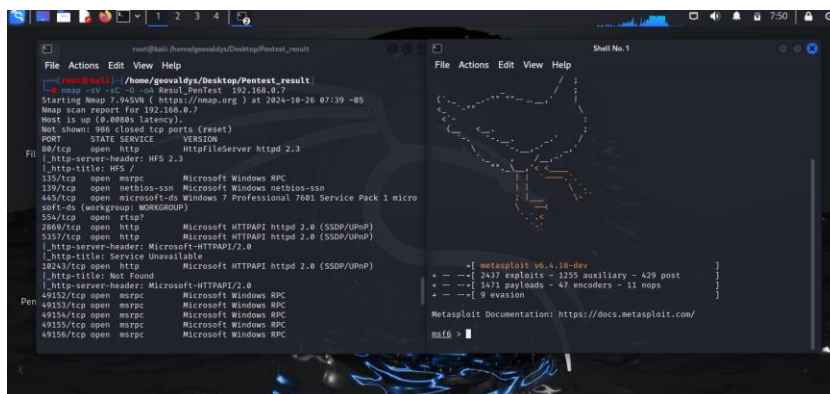 1 2 3 4
7:50
root@kali: /home/geovaldys/Desktop/Pentest_result
File Actions Edit View Help
(root㉿kali)-[/home/geovaldys/Desktop/Pentest_result]
# nmap -sV -sC -O -oA Resul_PenTest 192.168.0.7
Starting Nmap 7.94SVN ( https://nmap.org ) at 2024-10-26 07:39 -05
Nmap scan report for 192.168.0.7
Host is up (0.0080s latency).
Not shown: 986 closed tcp ports (reset)
PORT STATE SERVICE VERSION
80/tcp open http HttpFileServer httpd 2.3
|_http-server-header: HFS 2.3
|_http-title: HFS /
135/tcp open msrpc Microsoft Windows RPC
139/tcp open netbios-ssn Microsoft Windows netbios-ssn
445/tcp open microsoft-ds Windows 7 Professional 7601 Service Pack 1 micro
soft-ds (workgroup: WORKGROUP)
554/tcp open rtsp?
2869/tcp open http Microsoft HTTPAPI httpd 2.0 (SSDP/UPnP)
5357/tcp open http Microsoft HTTPAPI httpd 2.0 (SSDP/UPnP)
|_http-server-header: Microsoft-HTTPAPI/2.0
|_http-title: Service Unavailable
10243/tcp open http Microsoft HTTPAPI httpd 2.0 (SSDP/UPnP)
|_http-title: Not Found
|_http-server-header: Microsoft-HTTPAPI/2.0
49152/tcp open msrpc Microsoft Windows RPC
49153/tcp open msrpc Microsoft Windows RPC
49154/tcp open msrpc Microsoft Windows RPC
49155/tcp open msrpc Microsoft Windows RPC
49156/tcp open msrpc Microsoft Windows RPC
Fil
Pen
Shell No. 1
File Actions Edit View Help
=[ metasploit v6.4.18-dev ]
+ -- --=[ 2437 exploits - 1255 auxiliary - 429 post ]
+ -- --=[ 1471 payloads - 47 encoders - 11 nops ]
+ -- --=[ 9 evasion ]
Metasploit Documentation: https://docs.metasploit.com/
msf6 >